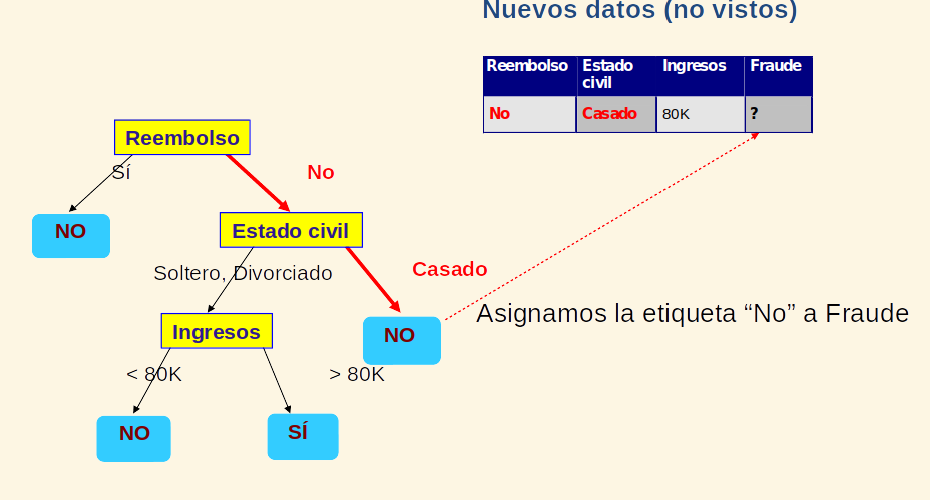 Nuevos datos (no vistos)
Reembolso Estado civil Ingresos Fraude
No Casado 80K ?
Reembolso
Sí
No
NO
Estado civil
Soltero, Divorciado
Casado
Asignamos la etiqueta “No” a Fraude
Ingresos
NO
< 80K
> 80K
NO
SÍ